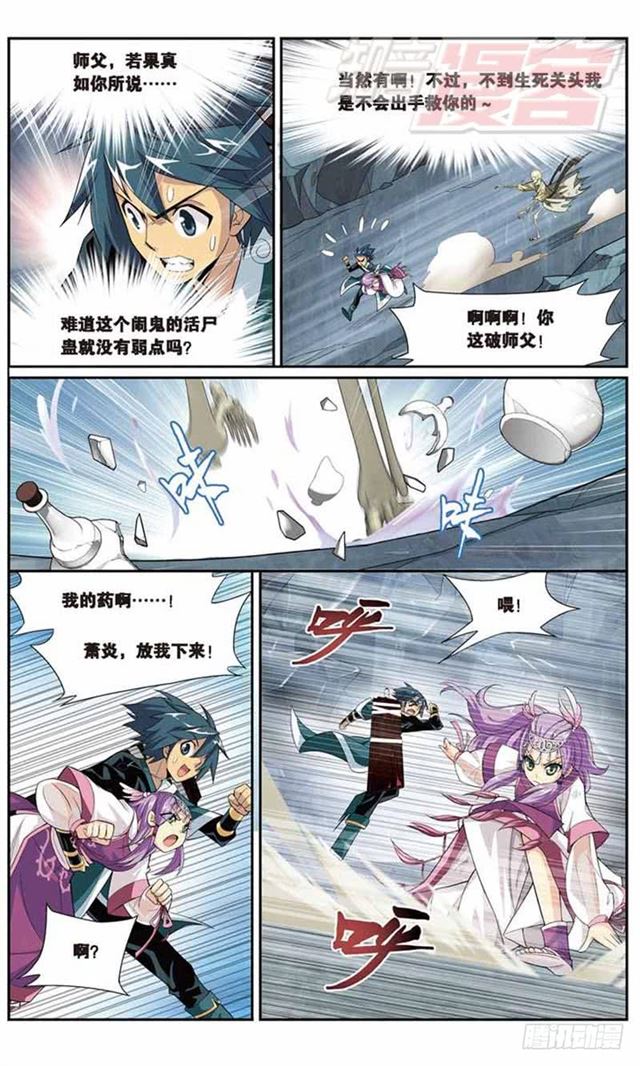 师父，若果真
如你所说……
难道这个闹鬼的活尸
蛊就没有弱点吗？
当然有啊！不过，不到生死关头我
是不会出手救你的～
啊啊啊！你
这破师父！
咔
咔
我的药啊……！
萧炎，放我下来！
啊？
喂！
呼
呼
腾讯动漫